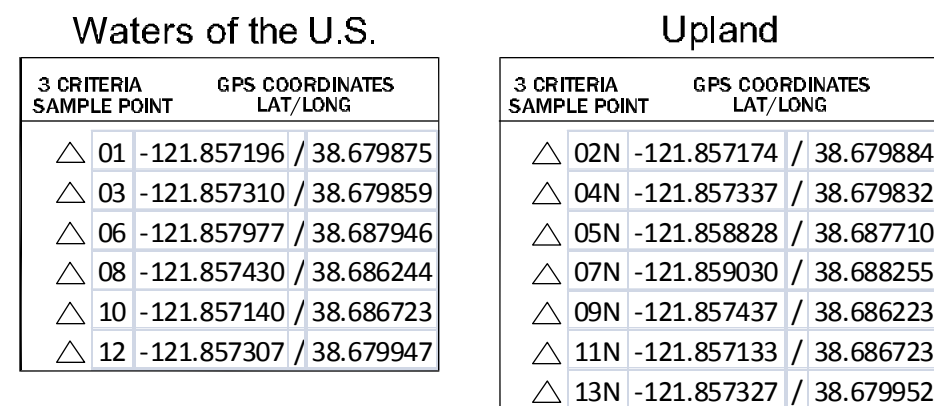 Waters of the U.S.
3 CRITERIA GPS COORDINATES
SAMPLE POINT LAT/LONG
01 -121.857196 / 38.679875
03 -121.857310 / 38.679859
06 -121.857977 / 38.687946
08 -121.857430 / 38.686244
10 -121.857140 / 38.686723
12 -121.857307 / 38.679947
Upland
3 CRITERIA GPS COORDINATES
SAMPLE POINT LAT/LONG
02N -121.857174 / 38.679884
04N -121.857337 / 38.679832
05N -121.858828 / 38.687710
07N -121.859030 / 38.688255
09N -121.857437 / 38.686223
11N -121.857133 / 38.686723
13N -121.857327 / 38.679952